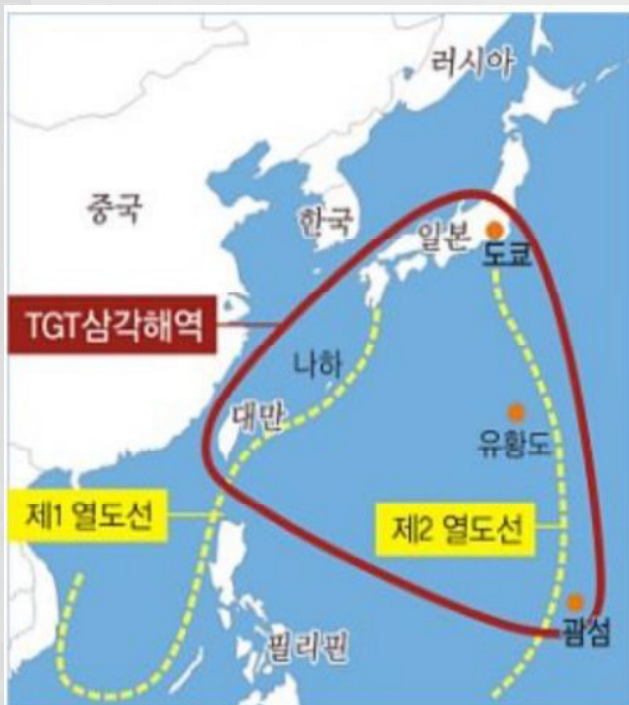 러시아
중국
한국
일본
도쿄
TGT삼각해역
나하
대만
유황도
제1 열도선
제2 열도선
괌섬
필리핀